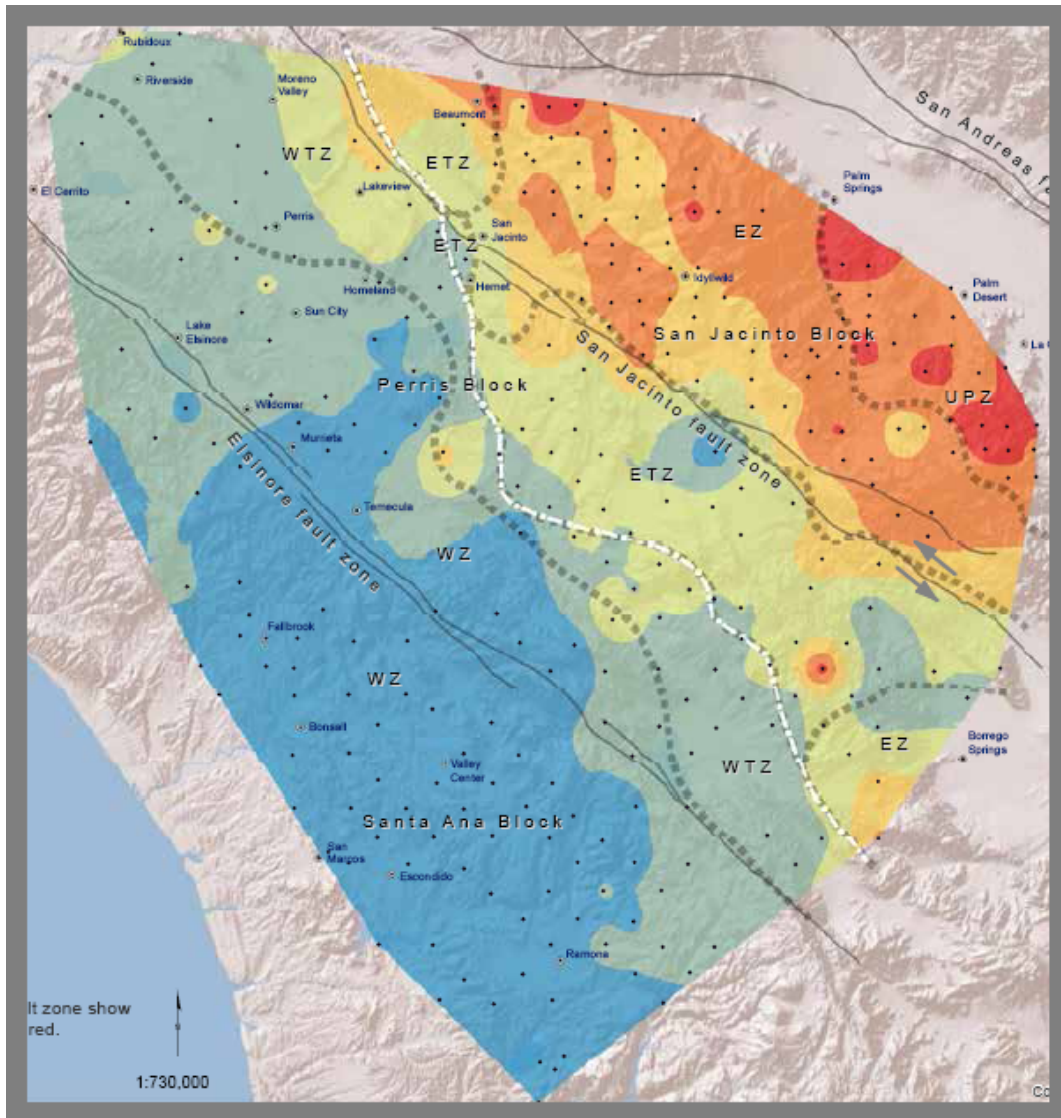 Rubidoux
Riverside
Moreno
Valley
Beaumont
San Andreas fa
WTZ
ETZ
El Cerrito
Lakeview
Palm
Springs
Perris
San
Jacinto
EZ
ETZ
Homeland
Hemet
Idyllwild
Palm
Desert
Sun City
Lake
Elsinore
San Jacinto Block
La
San Jacinto fault zone
Perris Block
UPZ
Wildomar
Murrieta
Elsinore fault zone
ETZ
Temecula
WZ
Fallbrook
WZ
Bonsall
EZ
Borrego
Springs
Valley
Center
WTZ
Santa Ana Block
San
Marcos
Escondido
Ramona
lt zone show
red.
1:730,000
Co